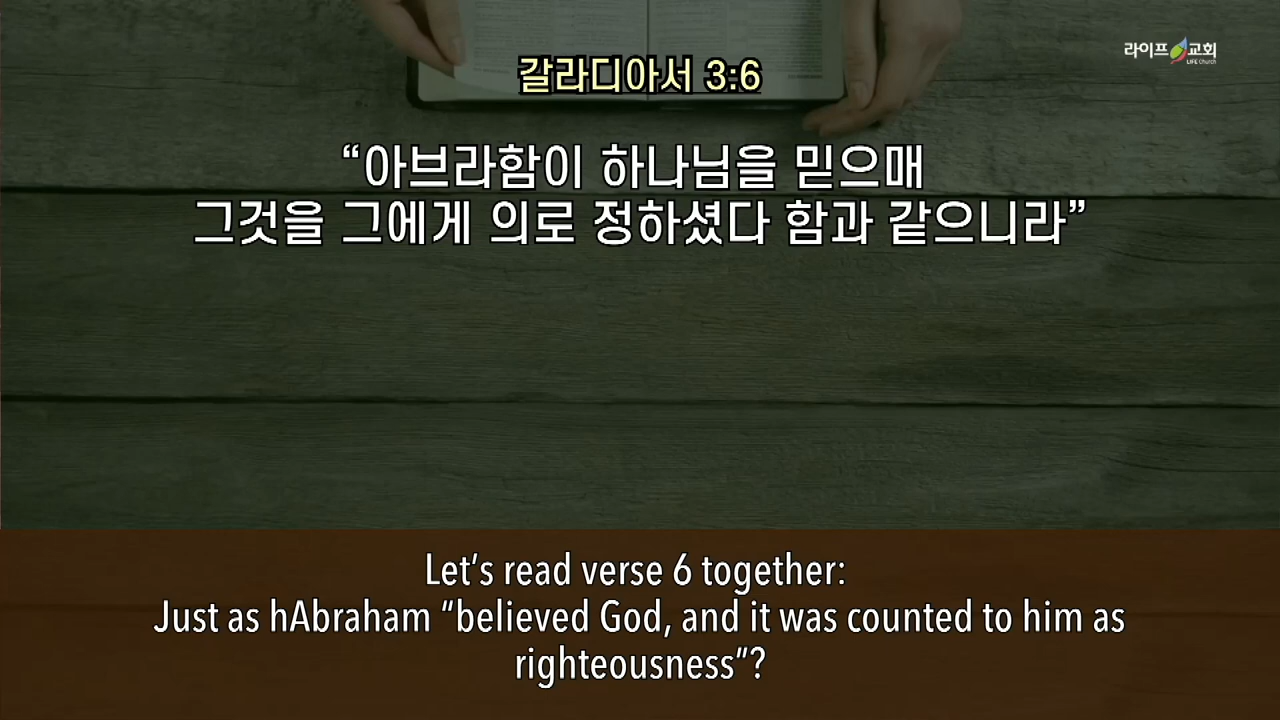 라이프 교회
LIFE Church
갈라디아서 3:6
“아브라함이 하나님을 믿으매
그것을 그에게 의로 정하셨다 함과 같으니라”
Let’s read verse 6 together:
Just as hAbraham “believed God, and it was counted to him as
righteousness”?